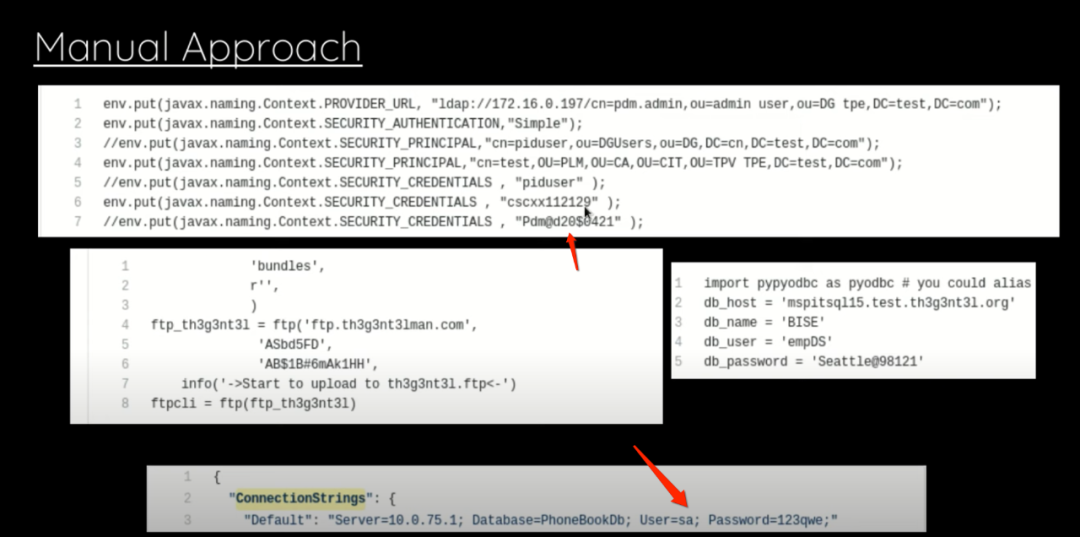 Manual Approach
1 env.put(javax.naming.Context.PROVIDER_URL, "ldap://172.16.0.197/cn=pdm.admin,ou=admin user,ou=DG tpe,DC=test,DC=com");
2 env.put(javax.naming.Context.SECURITY_AUTHENTICATION,"Simple");
3 //env.put(javax.naming.Context.SECURITY_PRINCIPAL,"cn=piduser,ou=DGUsers,ou=DG,DC=cn,DC=test,DC=com");
4 env.put(javax.naming.Context.SECURITY_PRINCIPAL,"cn=test,OU=PLM,OU=CA,OU=CIT,OU=TPV TPE,DC=test,DC=com");
5 //env.put(javax.naming.Context.SECURITY_CREDENTIALS , "piduser" );
6 env.put(javax.naming.Context.SECURITY_CREDENTIALS , "cscxx112129" );
7 //env.put(javax.naming.Context.SECURITY_CREDENTIALS , "Pdm@d20$0421" );
1 'bundles',
2 r'',
3 )
4 ftp_th3g3nt3l = ftp('ftp.th3g3nt3lman.com',
5 'ASbd5FD',
6 'AB$1B#6mAk1HH',
7 info('->Start to upload to th3g3nt3l.ftp<-')
8 ftpcli = ftp(ftp_th3g3nt3l)
1 import pypyodbc as pyodbc # you could alias
2 db_host = 'mspitsql15.test.th3g3nt3l.org'
3 db_name = 'BISE'
4 db_user = 'empDS'
5 db_password = 'Seattle@98121'
1 {
2 "ConnectionStrings": {
3 "Default": "Server=10.0.75.1; Database=PhoneBookDb; User=sa; Password=123qwe;"